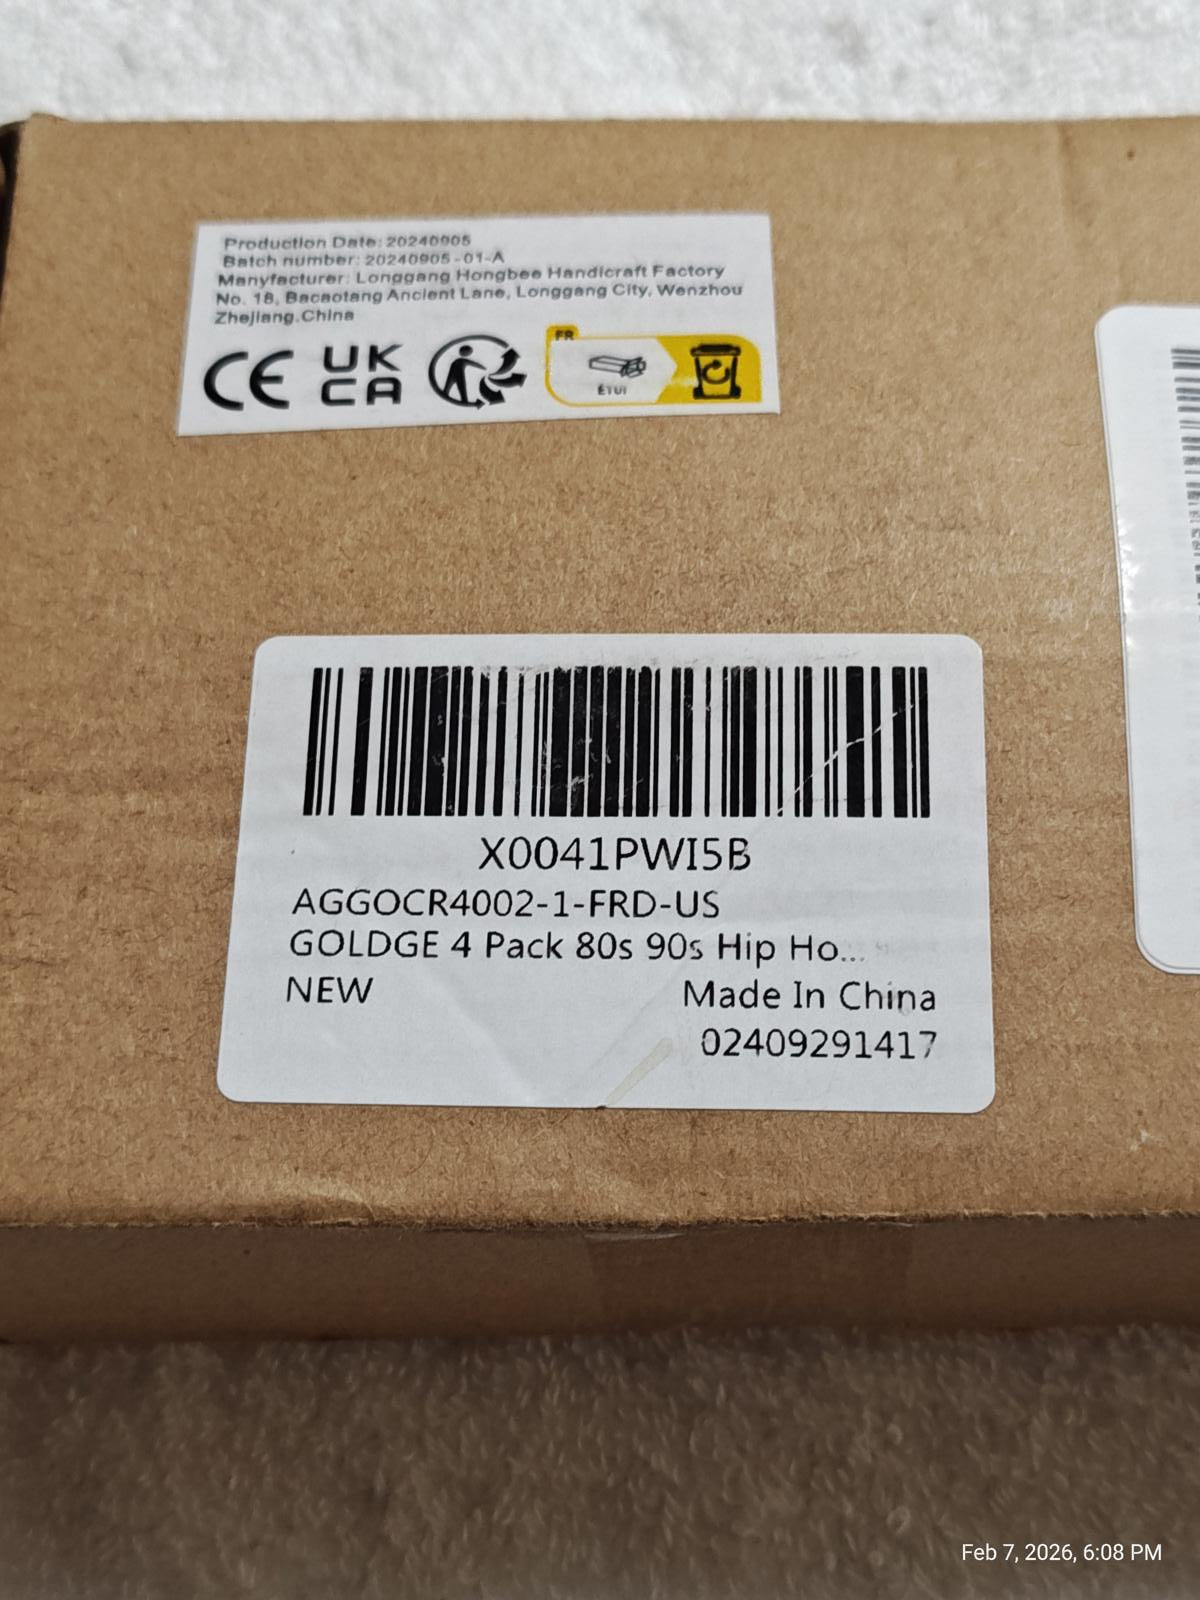 Production Date: 20240905
Batch number: 20240905-01-A
Manyfacturer: Longgang Hongbee Handicraft Factory
No. 18, Bacaotang Ancient Lane, Longgang City, Wenzhou
Zhejiang.China
CE
UK
CA
FR
ÉTUI
X0041PWI5B
AGGOCR4002-1-FRD-US
GOLDGE 4 Pack 80s 90s Hip Ho...
NEW
Made In China
02409291417
Feb 7, 2026, 6:08 PM